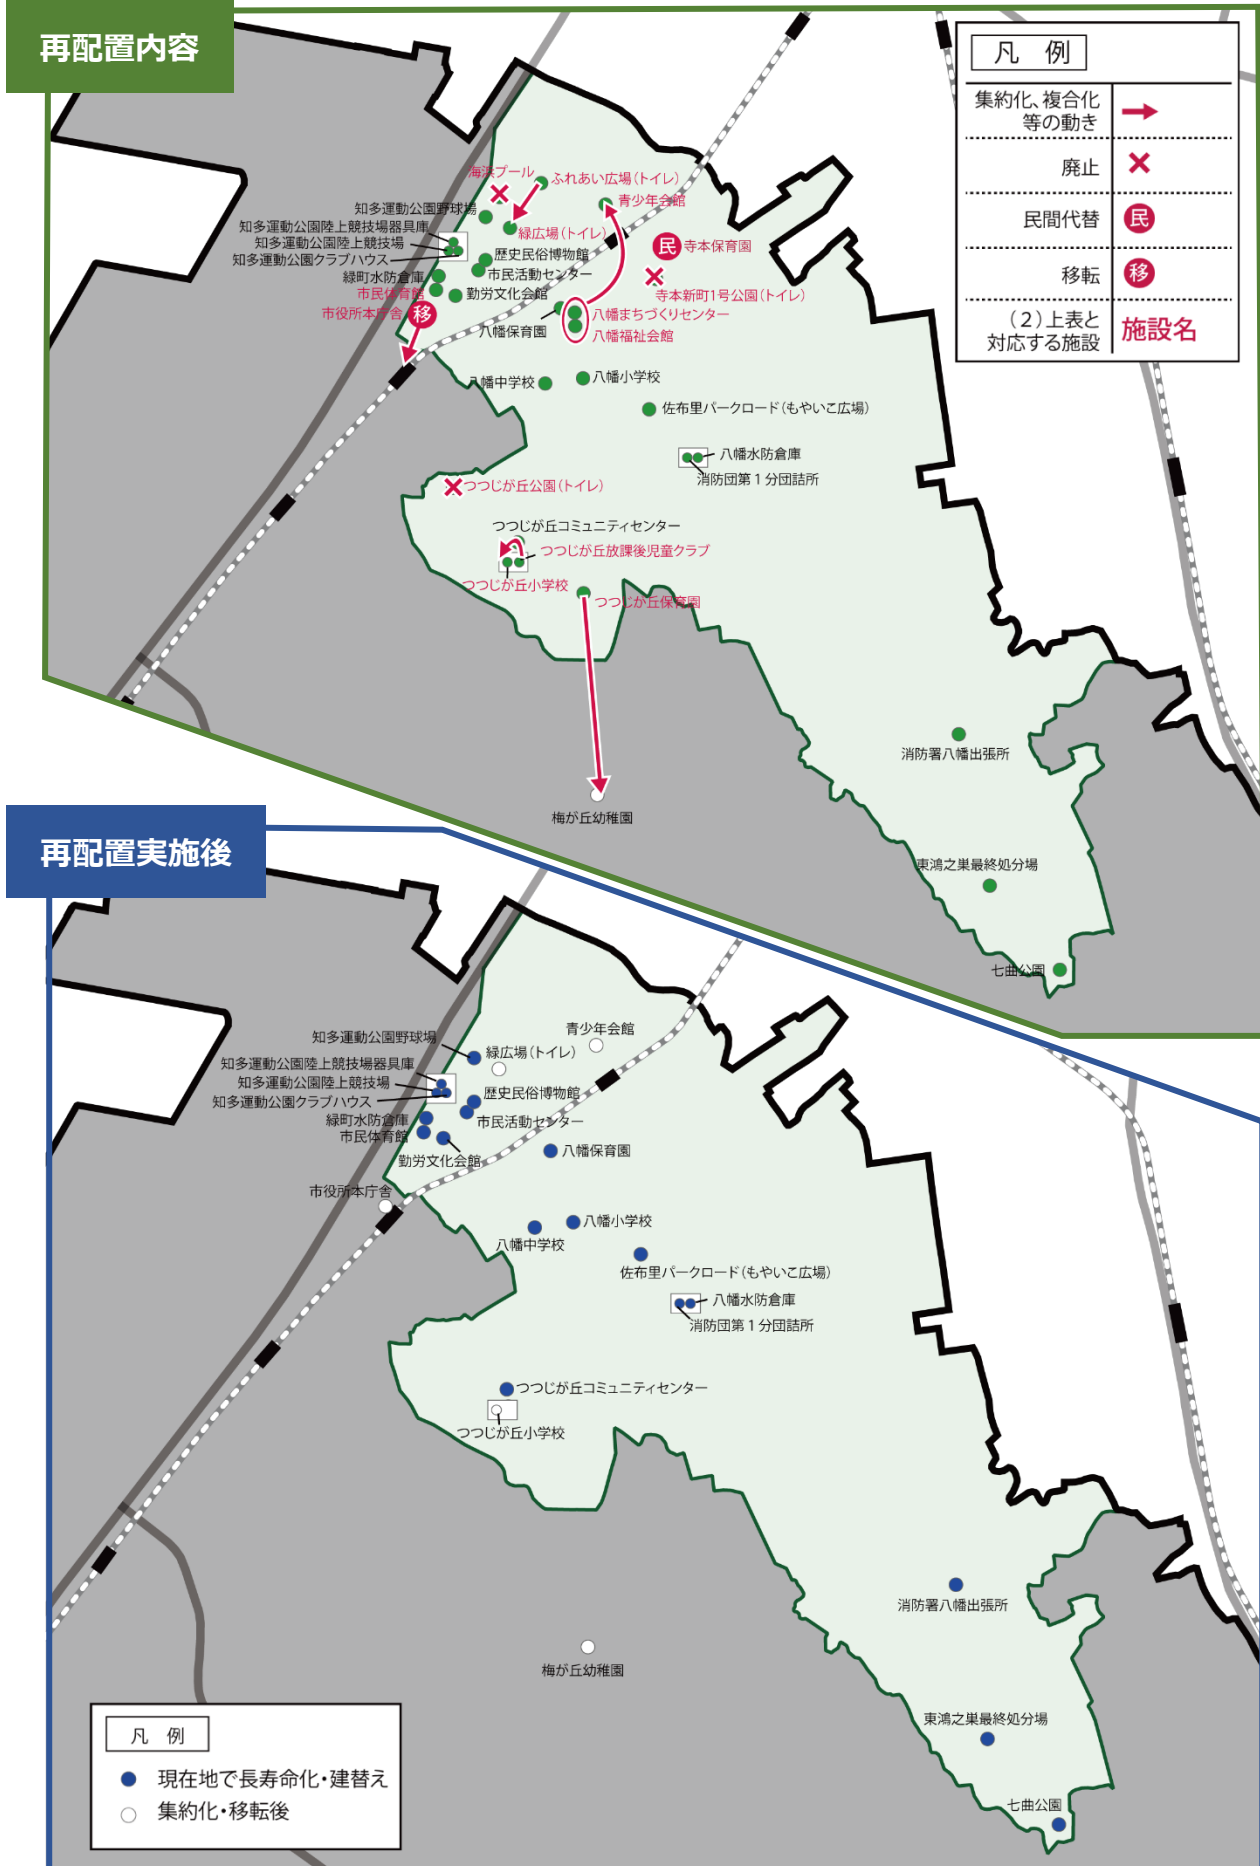 再配置内容
凡 例
集約化、複合化
等の動き
廃止
民間代替
民
移転
移
（2）上表と
対応する施設
施設名
海浜プール
ふれあい広場（トイレ）
青少年会館
知多運動公園野球場
知多運動公園陸上競技場器具庫
緑広場（トイレ）
知多運動公園陸上競技場
知多運動公園クラブハウス
歴史民俗博物館
民
寺本保育園
緑町水防倉庫
市民活動センター
市民体育館
勤労文化会館
寺本新町1号公園（トイレ）
市役所本庁舎
移
八幡まちづくりセンター
八幡保育園
八幡福祉会館
八幡中学校
八幡小学校
佐布里パークロード（もやいこ広場）
八幡水防倉庫
消防団第1分団詰所
つつじが丘公園（トイレ）
つつじが丘コミュニティセンター
つつじが丘放課後児童クラブ
つつじが丘小学校
つつじが丘保育園
消防署八幡出張所
梅が丘幼稚園
東鴻之巣最終処分場
七曲公園
再配置実施後
青少年会館
知多運動公園野球場
緑広場（トイレ）
知多運動公園陸上競技場器具庫
知多運動公園陸上競技場
知多運動公園クラブハウス
歴史民俗博物館
緑町水防倉庫
市民活動センター
市民体育館
勤労文化会館
八幡保育園
市役所本庁舎
八幡小学校
八幡中学校
佐布里パークロード（もやいこ広場）
八幡水防倉庫
消防団第1分団詰所
つつじが丘コミュニティセンター
つつじが丘小学校
消防署八幡出張所
梅が丘幼稚園
東鴻之巣最終処分場
七曲公園
凡 例
現在地で長寿命化・建替え
集約化・移転後